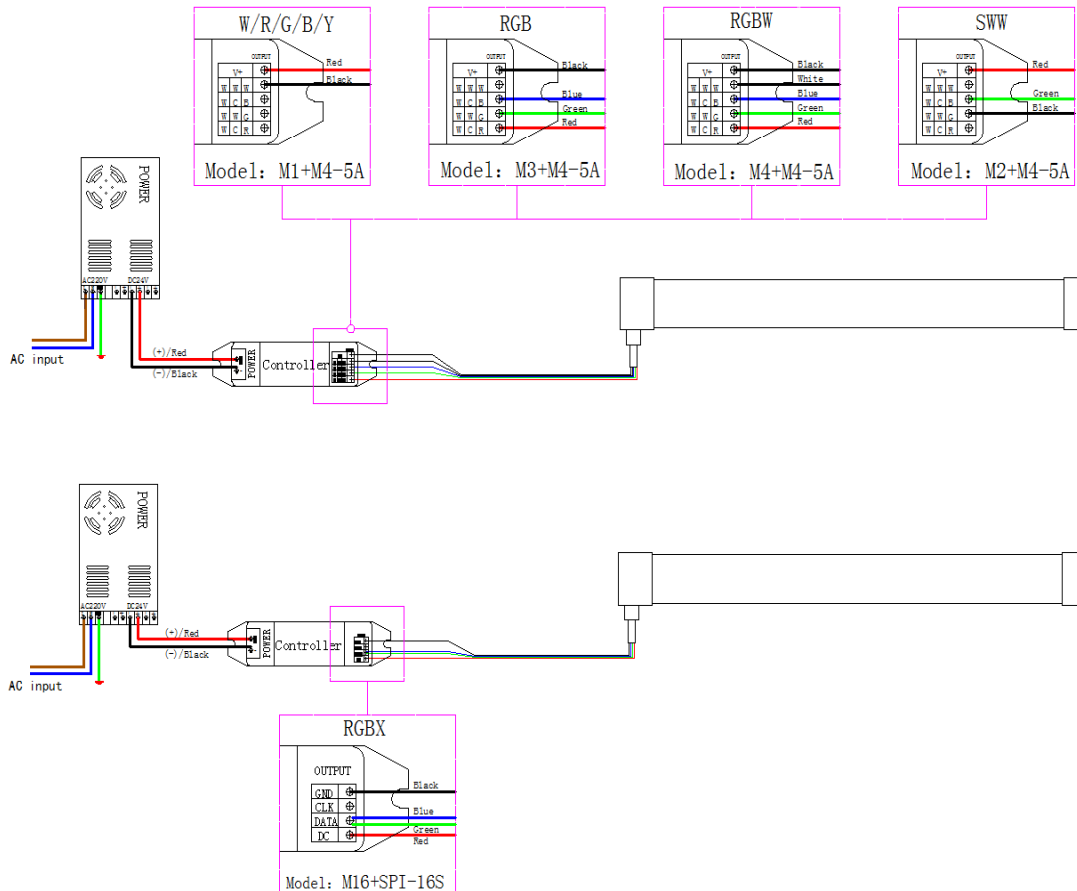 W/R/G/B/Y
OUTPUT
V+
W W W
W C B
W W G
W C R
Red
Black
Model: M1+M4-5A
RGB
OUTPUT
V+
W W W
W C B
W W G
W C R
Black
Blue
Green
Red
Model: M3+M4-5A
RGBW
OUTPUT
V+
W W W
W C B
W W G
W C R
Black
White
Blue
Green
Red
Model: M4+M4-5A
SWW
OUTPUT
V+
W W W
W C B
W W G
W C R
Red
Green
Black
Model: M2+M4-5A
POWER
AC220V DC24V
AC input
(+)/Red
(-)/Black
POWER
Controller
POWER
AC220V DC24V
AC input
(+)/Red
(-)/Black
POWER
Controller
RGBX
OUTPUT
GND
CLK
DATA
DC
Black
Blue
Green
Red
Model: M16+SPI-16S